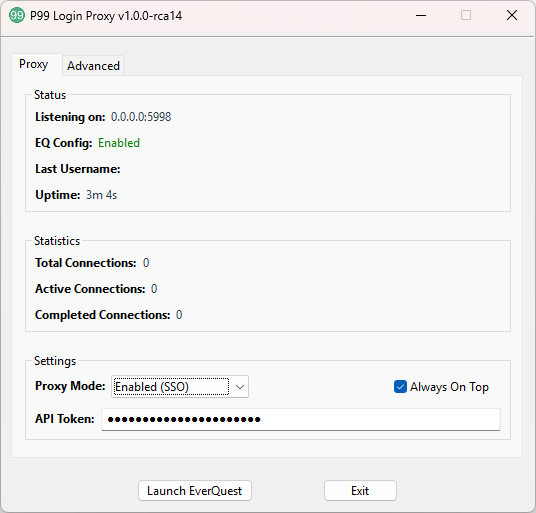 99 P99 Login Proxy v1.0.0-rca14
Proxy Advanced
Status
Listening on: 0.0.0.0:5998
EQ Config: Enabled
Last Username:
Uptime: 3m 4s
Statistics
Total Connections: 0
Active Connections: 0
Completed Connections: 0
Settings
Proxy Mode: Enabled (SSO) Always On Top
API Token: ●●●●●●●●●●●●●●●●●●●●●●
Launch EverQuest Exit